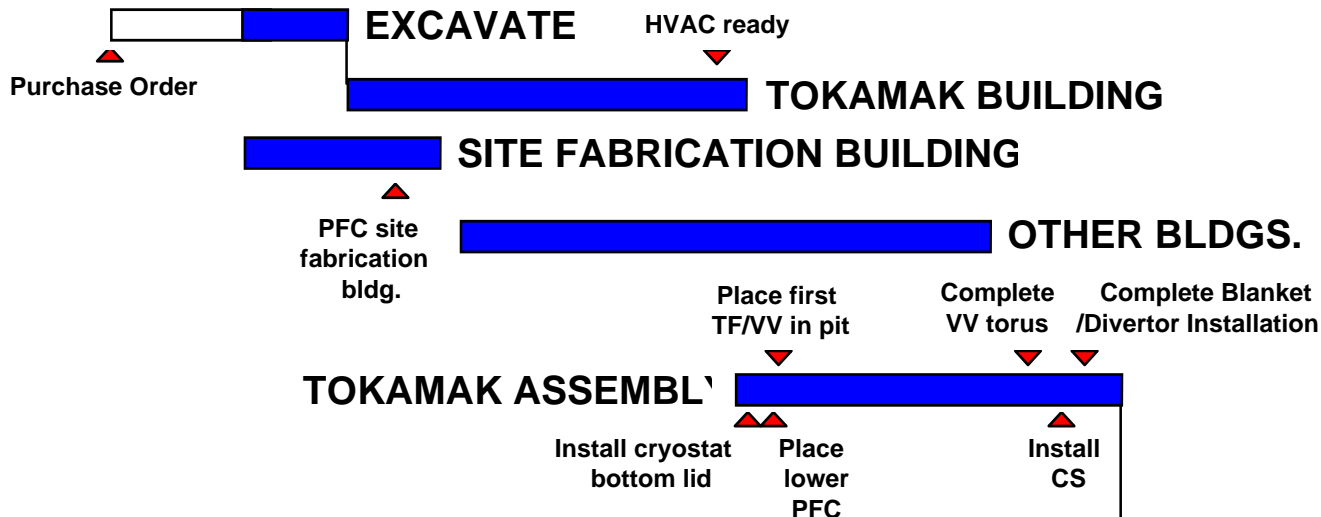 EXCAVATE
HVAC ready
Purchase Order
TOKAMAK BUILDING
SITE FABRICATION BUILDING
PFC site
fabrication
bldg.
OTHER BLDGS.
Place first
TF/VV in pit
Complete
VV torus
Complete Blanket
/Divertor Installation
TOKAMAK ASSEMBLY
Install cryostat
bottom lid
Place
lower
PFC
Install
CS